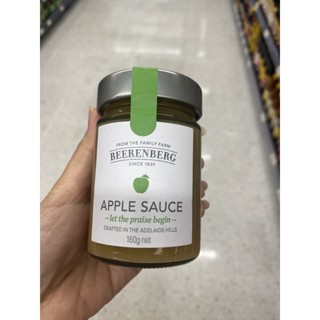 FROM THE FAMILY FARM
BEERENBERG
SINCE 1839
APPLE SAUCE
let the praise begin
CRAFTED IN THE ADELAIDE HILLS
160g net